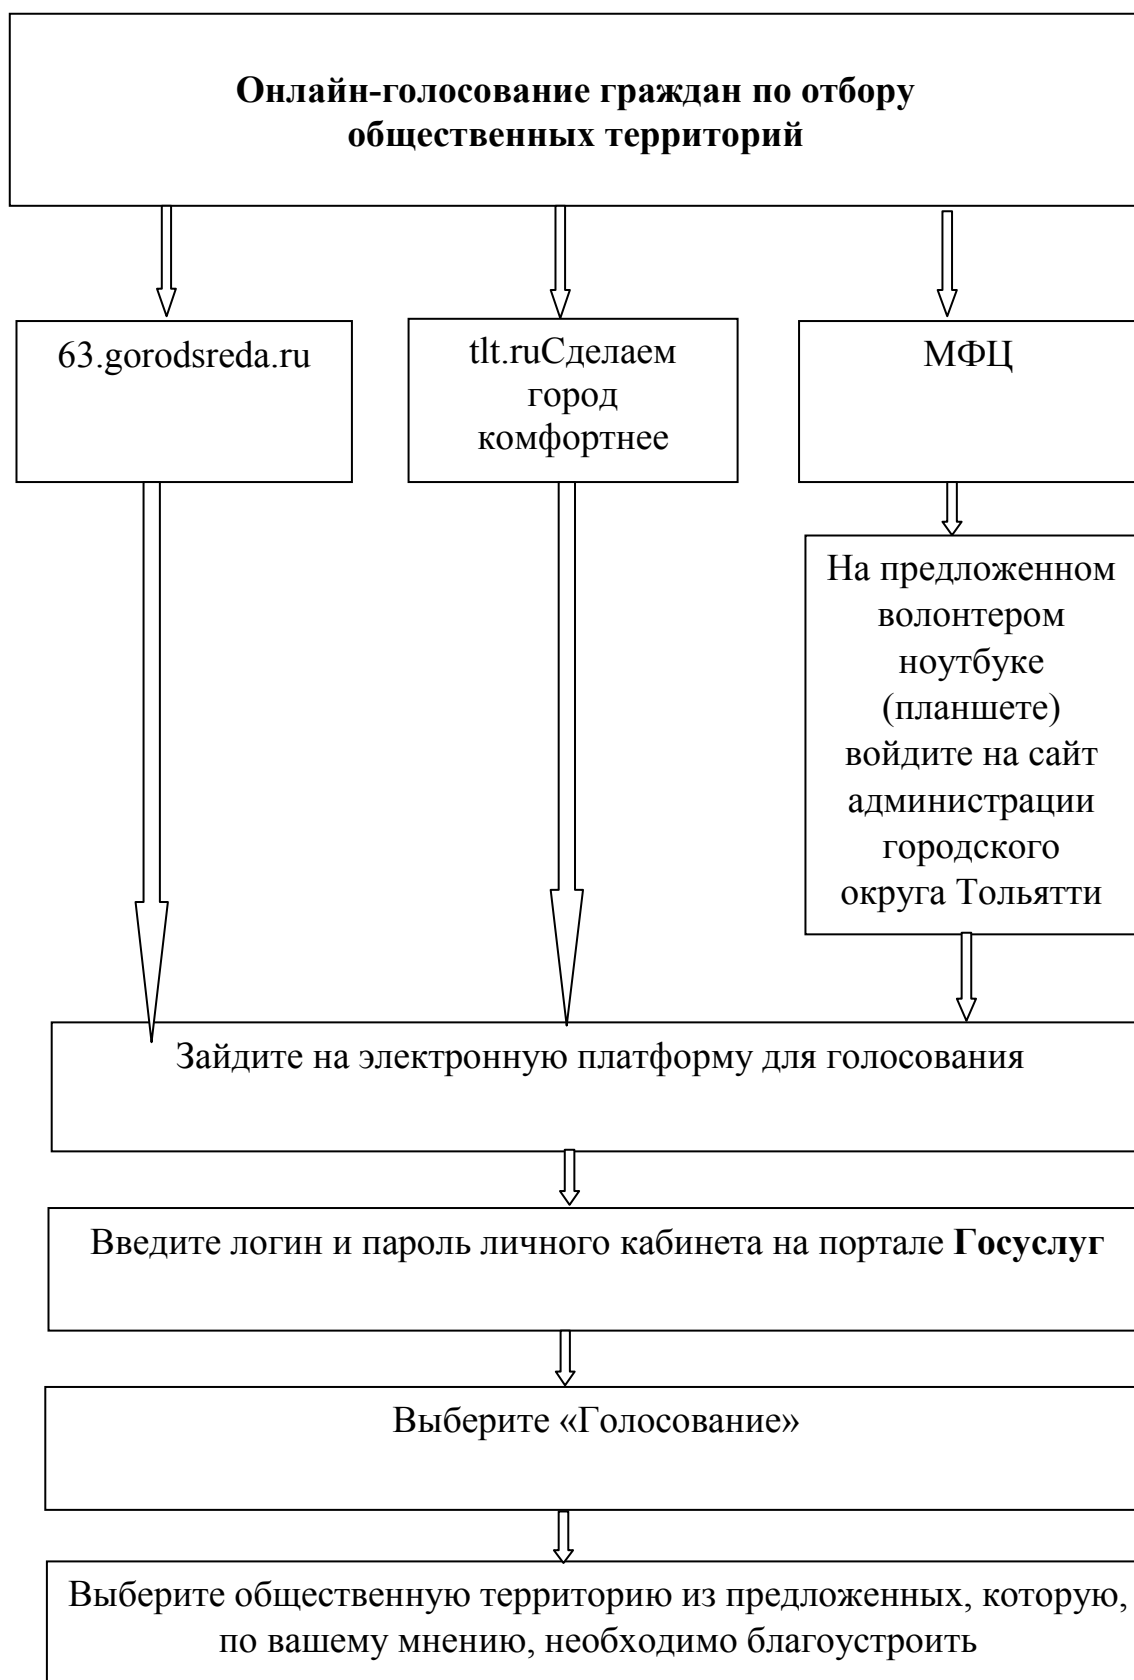 Онлайн-голосование граждан по отбору
общественных территорий
63.gorodsreda.ru
tlt.ruСделаем
город
комфортнее
МФЦ
На предложенном
волонтером
ноутбуке
(планшете)
войдите на сайт
администрации
городского
округа Тольятти
Зайдите на электронную платформу для голосования
Введите логин и пароль личного кабинета на портале Госуслуг
Выберите «Голосование»
Выберите общественную территорию из предложенных, которую,
по вашему мнению, необходимо благоустроить